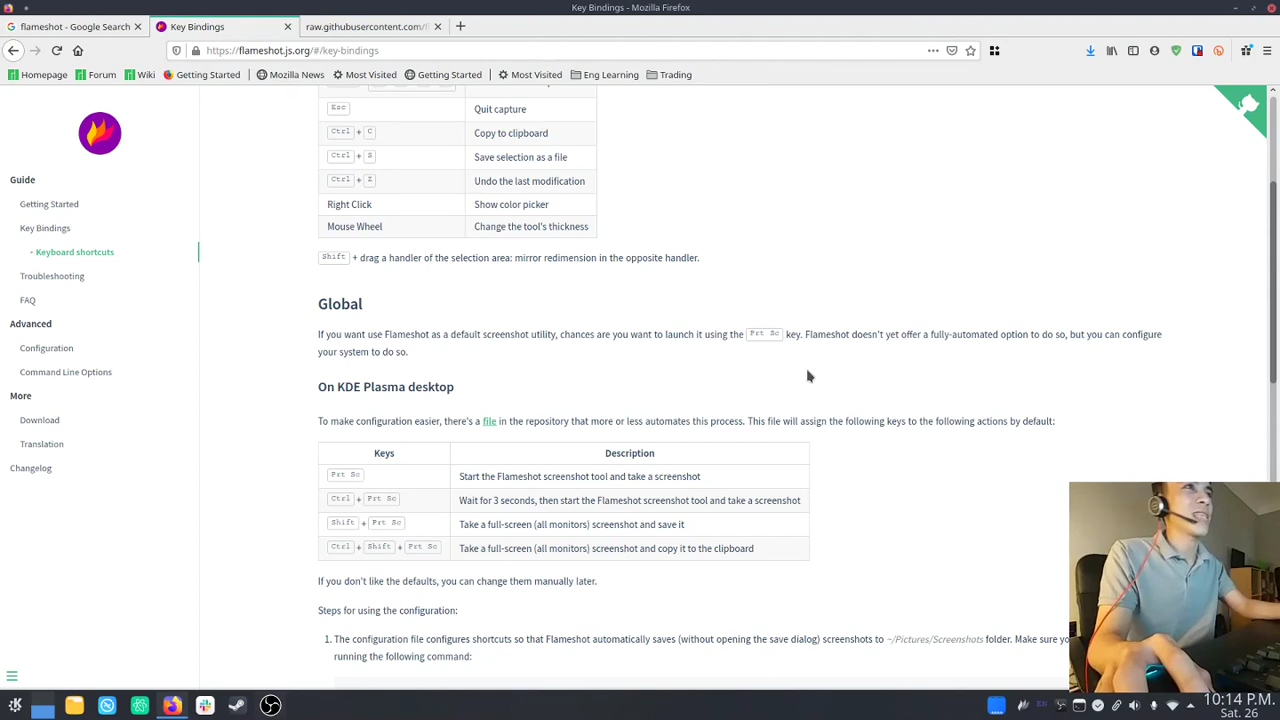 Key Bindings - Mozilla Firefox
flameshot - Google Search
Key Bindings
raw.githubusercontent.com/fl
https://flameshot.js.org/#/key-bindings
Homepage
Forum
Wiki
Getting Started
Mozilla News
Most Visited
Getting Started
Most Visited
Eng Learning
Trading
Guide
Getting Started
Key Bindings
- Keyboard shortcuts
Troubleshooting
FAQ
Advanced
Configuration
Command Line Options
More
Download
Translation
Changelog
Esc Quit capture
Ctrl + C Copy to clipboard
Ctrl + S Save selection as a file
Ctrl + Z Undo the last modification
Right Click Show color picker
Mouse Wheel Change the tool's thickness
Shift + drag a handler of the selection area: mirror redimension in the opposite handler.
Global
If you want use Flameshot as a default screenshot utility, chances are you want to launch it using the Prt Sc key. Flameshot doesn't yet offer a fully-automated option to do so, but you can configure
your system to do so.
On KDE Plasma desktop
To make configuration easier, there's a file in the repository that more or less automates this process. This file will assign the following keys to the following actions by default:
Keys Description
Prt Sc Start the Flameshot screenshot tool and take a screenshot
Ctrl + Prt Sc Wait for 3 seconds, then start the Flameshot screenshot tool and take a screenshot
Shift + Prt Sc Take a full-screen (all monitors) screenshot and save it
Ctrl + Shift + Prt Sc Take a full-screen (all monitors) screenshot and copy it to the clipboard
If you don't like the defaults, you can change them manually later.
Steps for using the configuration:
1. The configuration file configures shortcuts so that Flameshot automatically saves (without opening the save dialog) screenshots to ~/Pictures/Screenshots folder. Make sure yo
running the following command:
EN
10:14 P.M.
Sat. 26